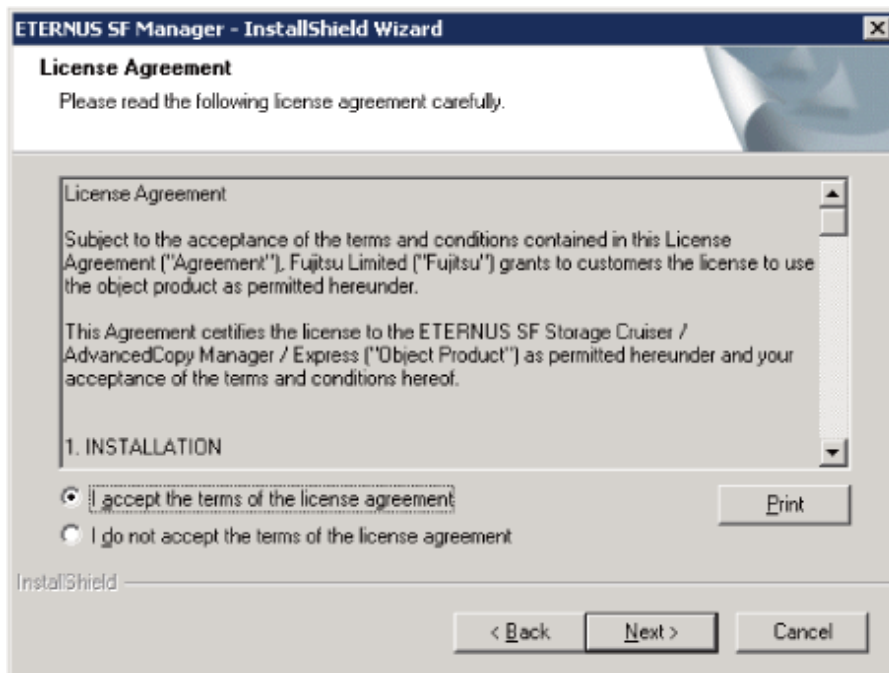 ETERNUS SF Manager - InstallShield Wizard
License Agreement
Please read the following license agreement carefully.
License Agreement
Subject to the acceptance of the terms and conditions contained in this License
Agreement ("Agreement"), Fujitsu Limited ("Fujitsu") grants to customers the license to use
the object product as permitted hereunder.
This Agreement certifies the license to the ETERNUS SF Storage Cruiser /
AdvancedCopy Manager / Express ("Object Product") as permitted hereunder and your
acceptance of the terms and conditions hereof.
1. INSTALLATION
I accept the terms of the license agreement
Print
I do not accept the terms of the license agreement
InstallShield
< Back
Next >
Cancel